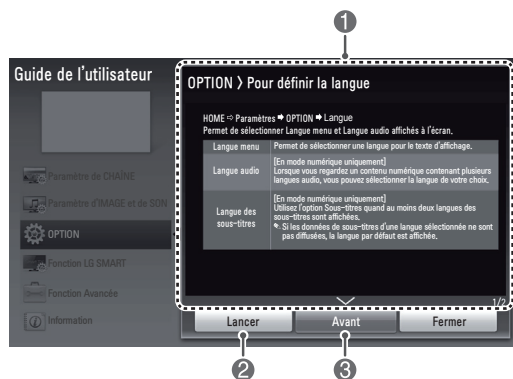 1
Guide de l'utilisateur
Paramètre de CHAÎNE
Paramètre d'IMAGE et de SON
OPTION
Fonction LG SMART
Fonction Avancée
Information
OPTION > Pour définir la langue
HOME ⇨ Paramètres ➡ OPTION ➡ Langue
Permet de sélectionner Langue menu et Langue audio affichés à l'écran.
Langue menu
Permet de sélectionner une langue pour le texte d'affichage.
Langue audio
[En mode numérique uniquement]
Lorsque vous regardez un contenu numérique contenant plusieurs
langues audio, vous pouvez sélectionner la langue de votre choix.
Langue des
sous-titres
[En mode numérique uniquement]
Utilisez l'option Sous-titres quand au moins deux langues des
sous-titres sont affichées.
Si les données de sous-titres d'une langue sélectionnée ne sont
pas diffusées, la langue par défaut est affichée.
1/2
Lancer
Avant
Fermer
2
3